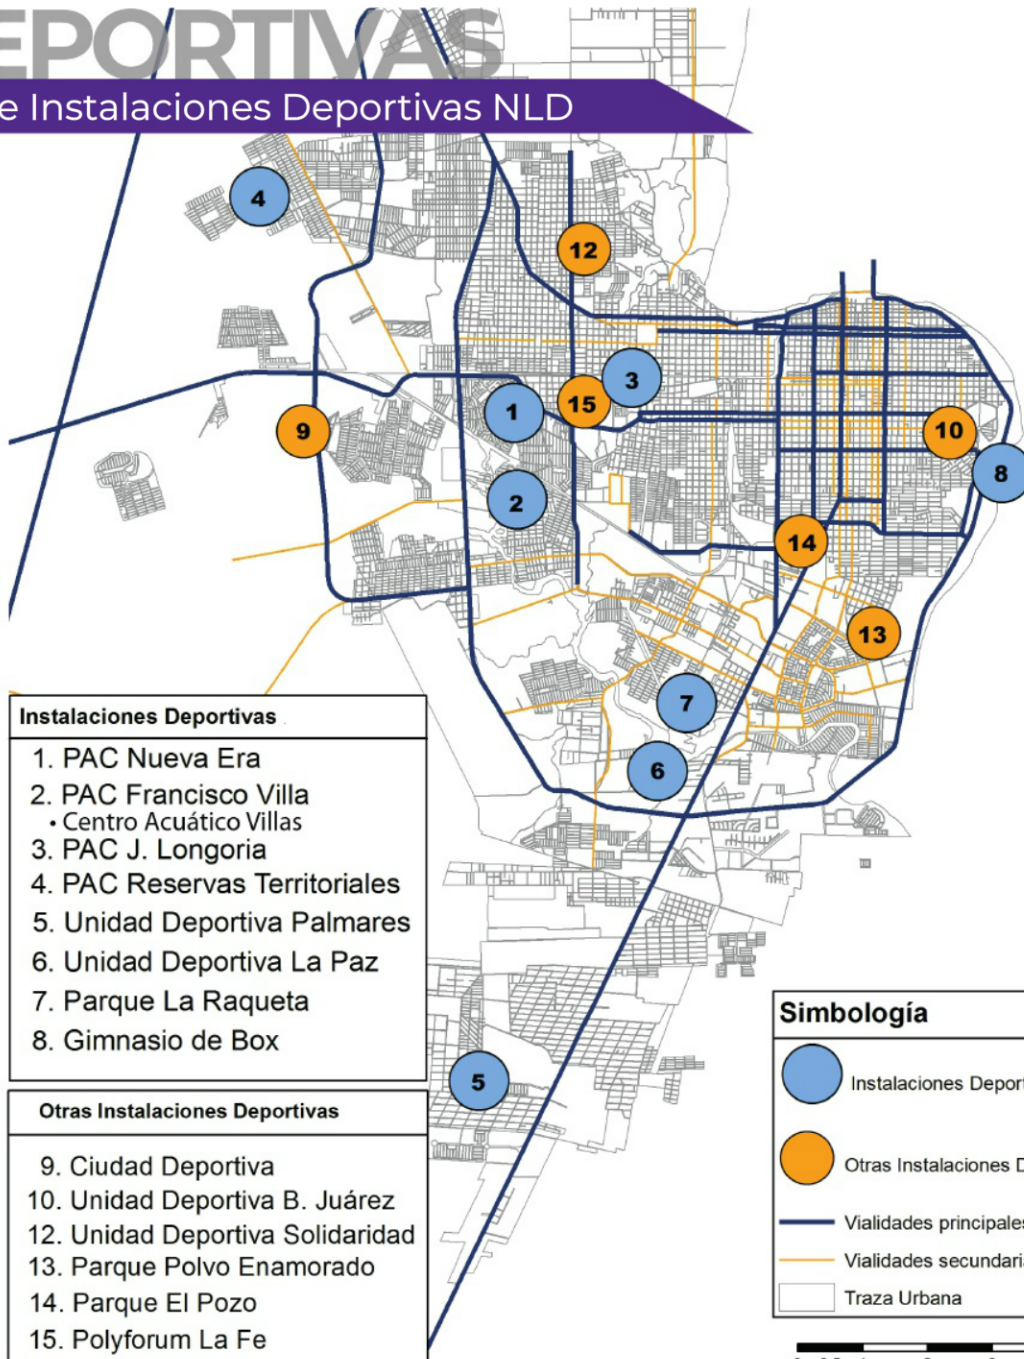 EPORTIVAS
e Instalaciones Deportivas NLD
4
12
3
15
1
9
10
8
2
14
13
7
6
5
Instalaciones Deportivas
1. PAC Nueva Era
2. PAC Francisco Villa
• Centro Acuático Villas
3. PAC J. Longoria
4. PAC Reservas Territoriales
5. Unidad Deportiva Palmares
6. Unidad Deportiva La Paz
7. Parque La Raqueta
8. Gimnasio de Box
Otras Instalaciones Deportivas
9. Ciudad Deportiva
10. Unidad Deportiva B. Juárez
12. Unidad Deportiva Solidaridad
13. Parque Polvo Enamorado
14. Parque El Pozo
15. Polyforum La Fe
Simbología
Instalaciones Depor
Otras Instalaciones D
Vialidades principales
Vialidades secundari
Traza Urbana